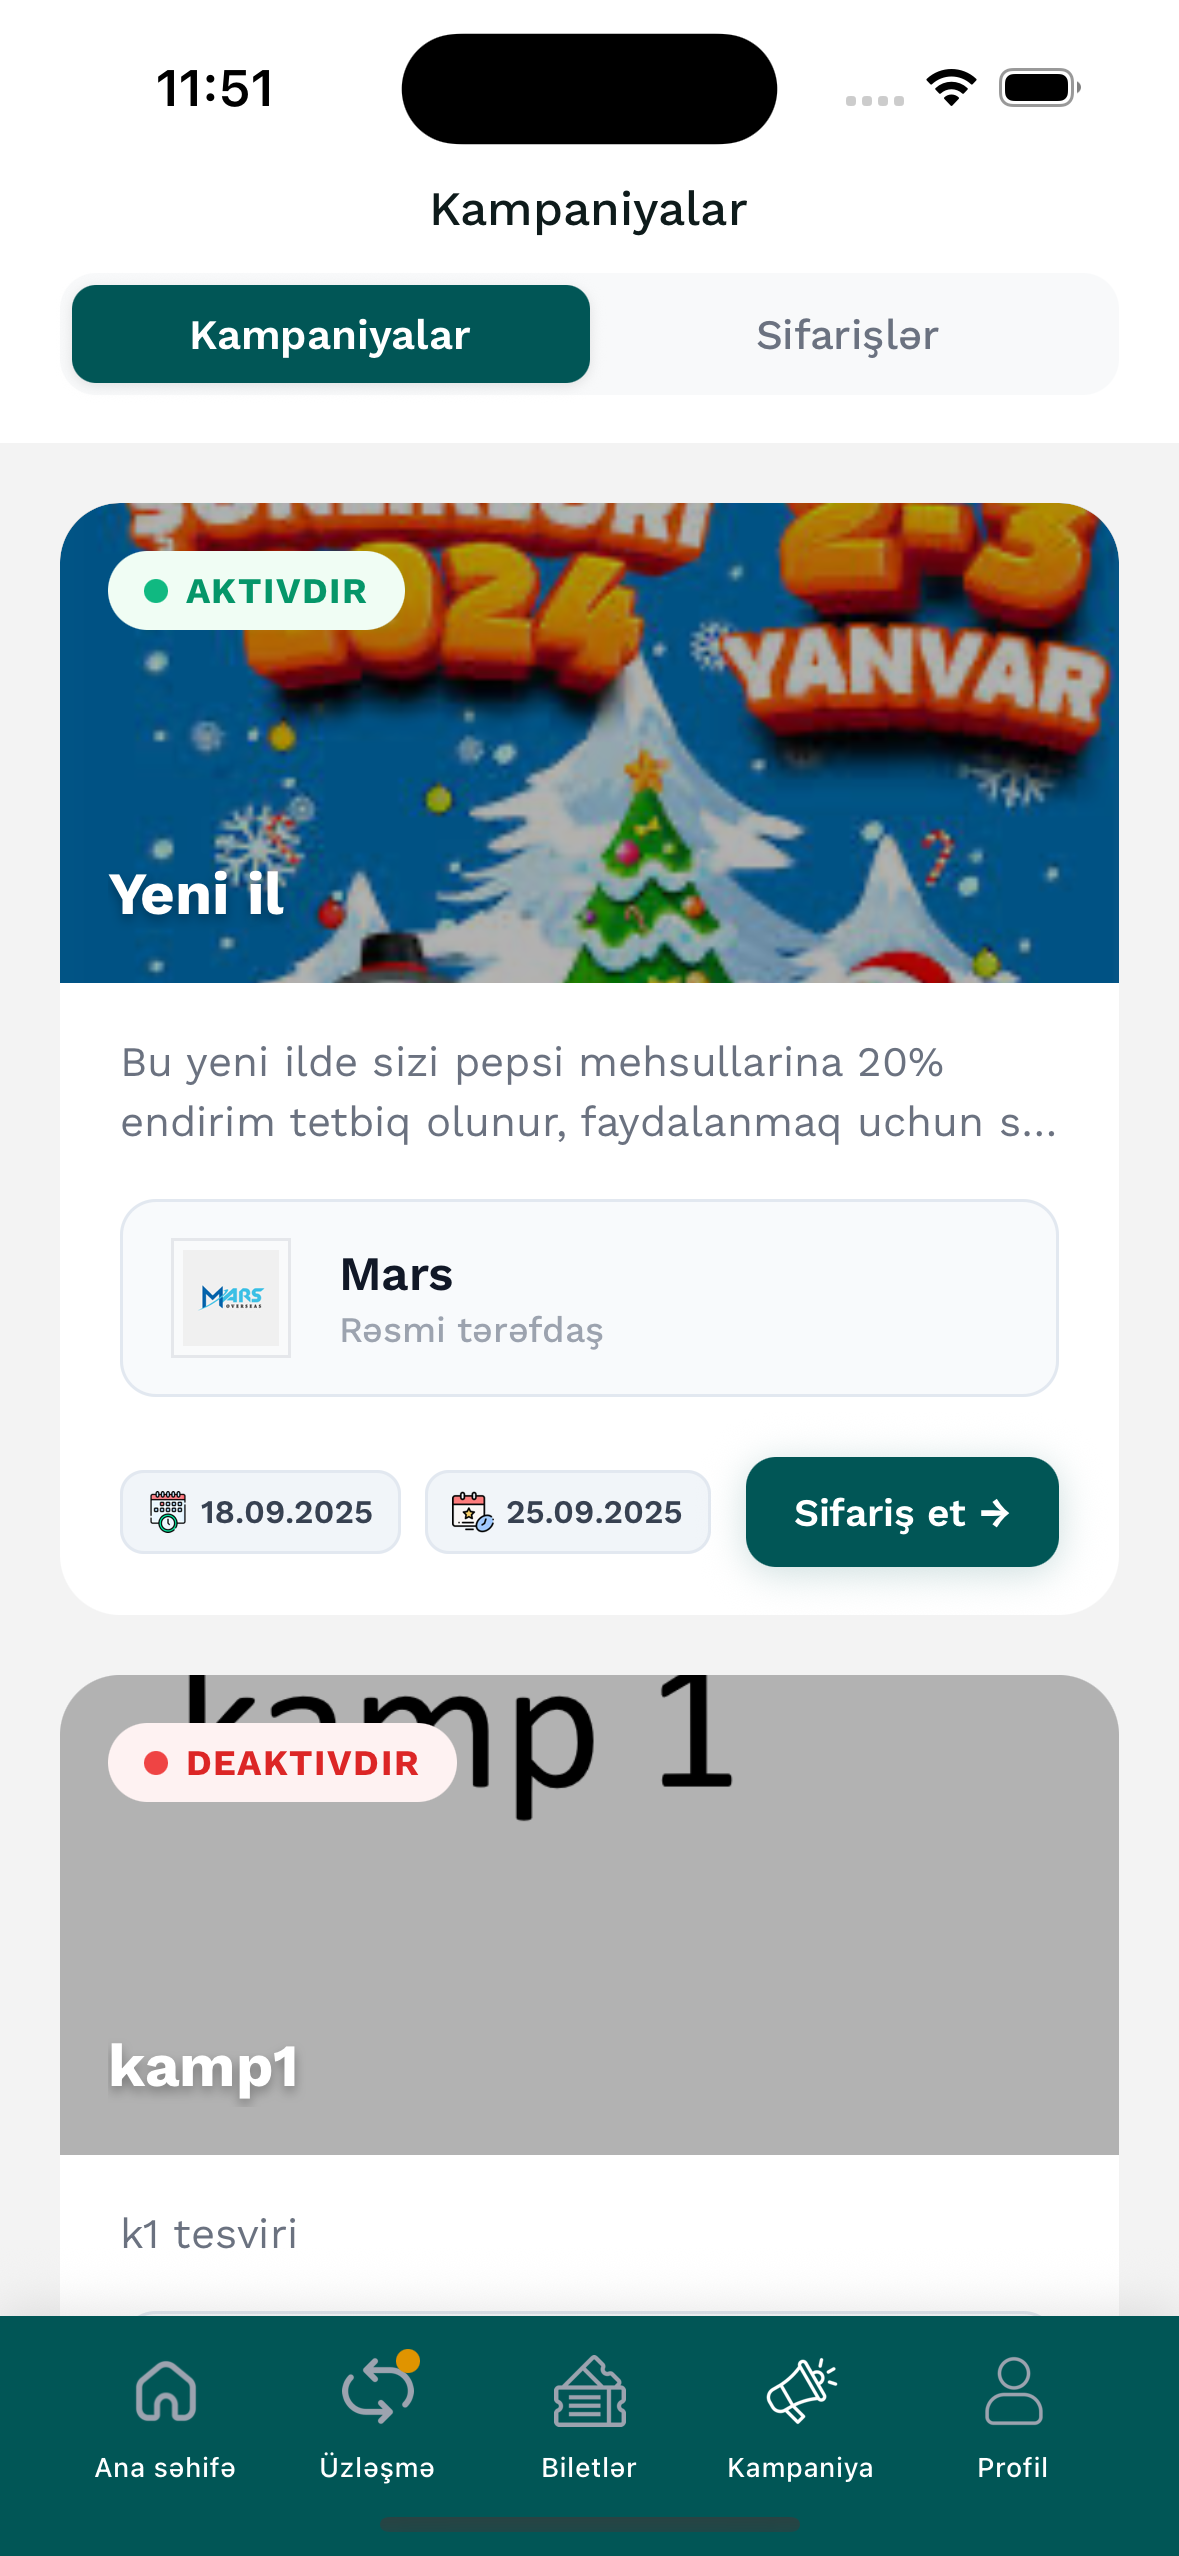 11:51
Kampaniyalar
Kampaniyalar
Sifarişlər
2-3
AKTIVDIR
2024
YANVAR
Yeni il
Bu yeni ilde sizi pepsi mehsullarina 20%
endirim tetbiq olunur, faydalanmaq uchun s...
MARS
OVERSEAS
Mars
Rəsmi tərəfdaş
18.09.2025
25.09.2025
Sifariş et →
kamp 1
DEAKTIVDIR
kamp1
k1 tesviri
Ana səhifə
Üzləşmə
Biletlər
Kampaniya
Profil